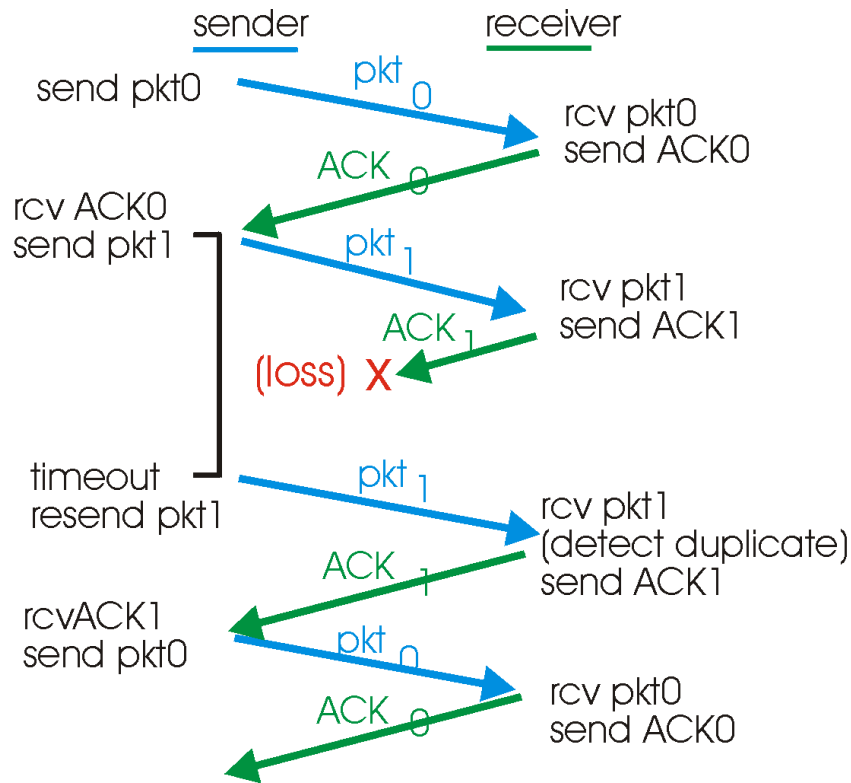 sender
receiver
send pkt0
pkt 0
rcv pkt0
send ACK0
ACK 0
rcv ACK0
send pkt1
pkt 1
rcv pkt1
send ACK1
ACK 1
(loss) X
timeout
resend pkt1
pkt 1
rcv pkt1
(detect duplicate)
send ACK1
ACK 1
rcvACK1
send pkt0
pkt 0
rcv pkt0
send ACK0
ACK 0